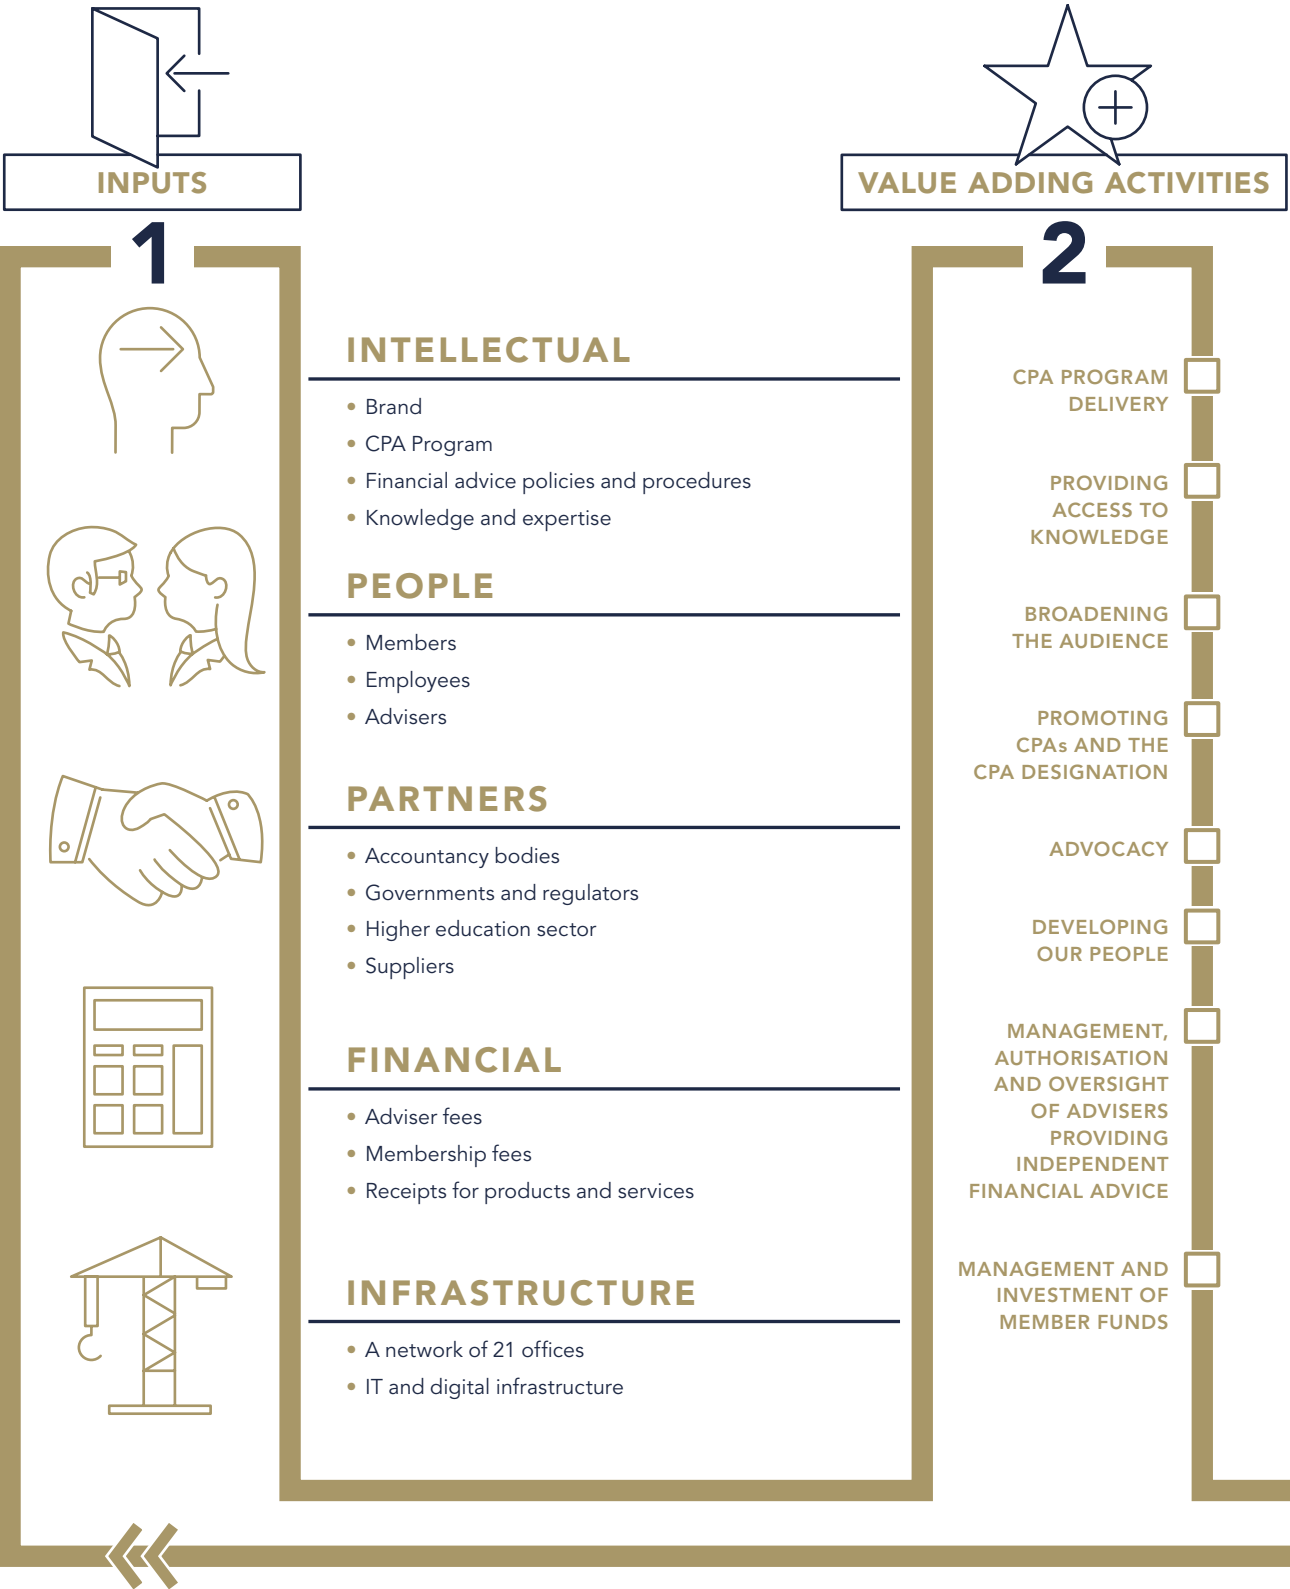 INPUTS
1
INTELLECTUAL
• Brand
• CPA Program
• Financial advice policies and procedures
• Knowledge and expertise
PEOPLE
• Members
• Employees
• Advisers
PARTNERS
• Accountancy bodies
• Governments and regulators
• Higher education sector
• Suppliers
FINANCIAL
• Adviser fees
• Membership fees
• Receipts for products and services
INFRASTRUCTURE
• A network of 21 offices
• IT and digital infrastructure
VALUE ADDING ACTIVITIES
2
CPA PROGRAM
DELIVERY
PROVIDING
ACCESS TO
KNOWLEDGE
BROADENING
THE AUDIENCE
PROMOTING
CPAs AND THE
CPA DESIGNATION
ADVOCACY
DEVELOPING
OUR PEOPLE
MANAGEMENT,
AUTHORISATION
AND OVERSIGHT
OF ADVISERS
PROVIDING
INDEPENDENT
FINANCIAL ADVICE
MANAGEMENT AND
INVESTMENT OF
MEMBER FUNDS